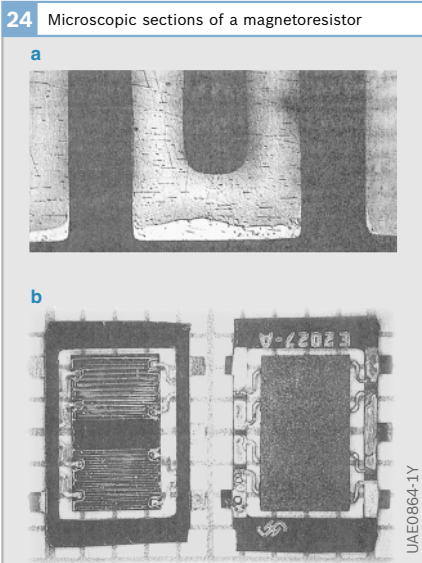 24 Microscopic sections of a magnetoresistor
a
b
E2027-A
UAE0864-1Y